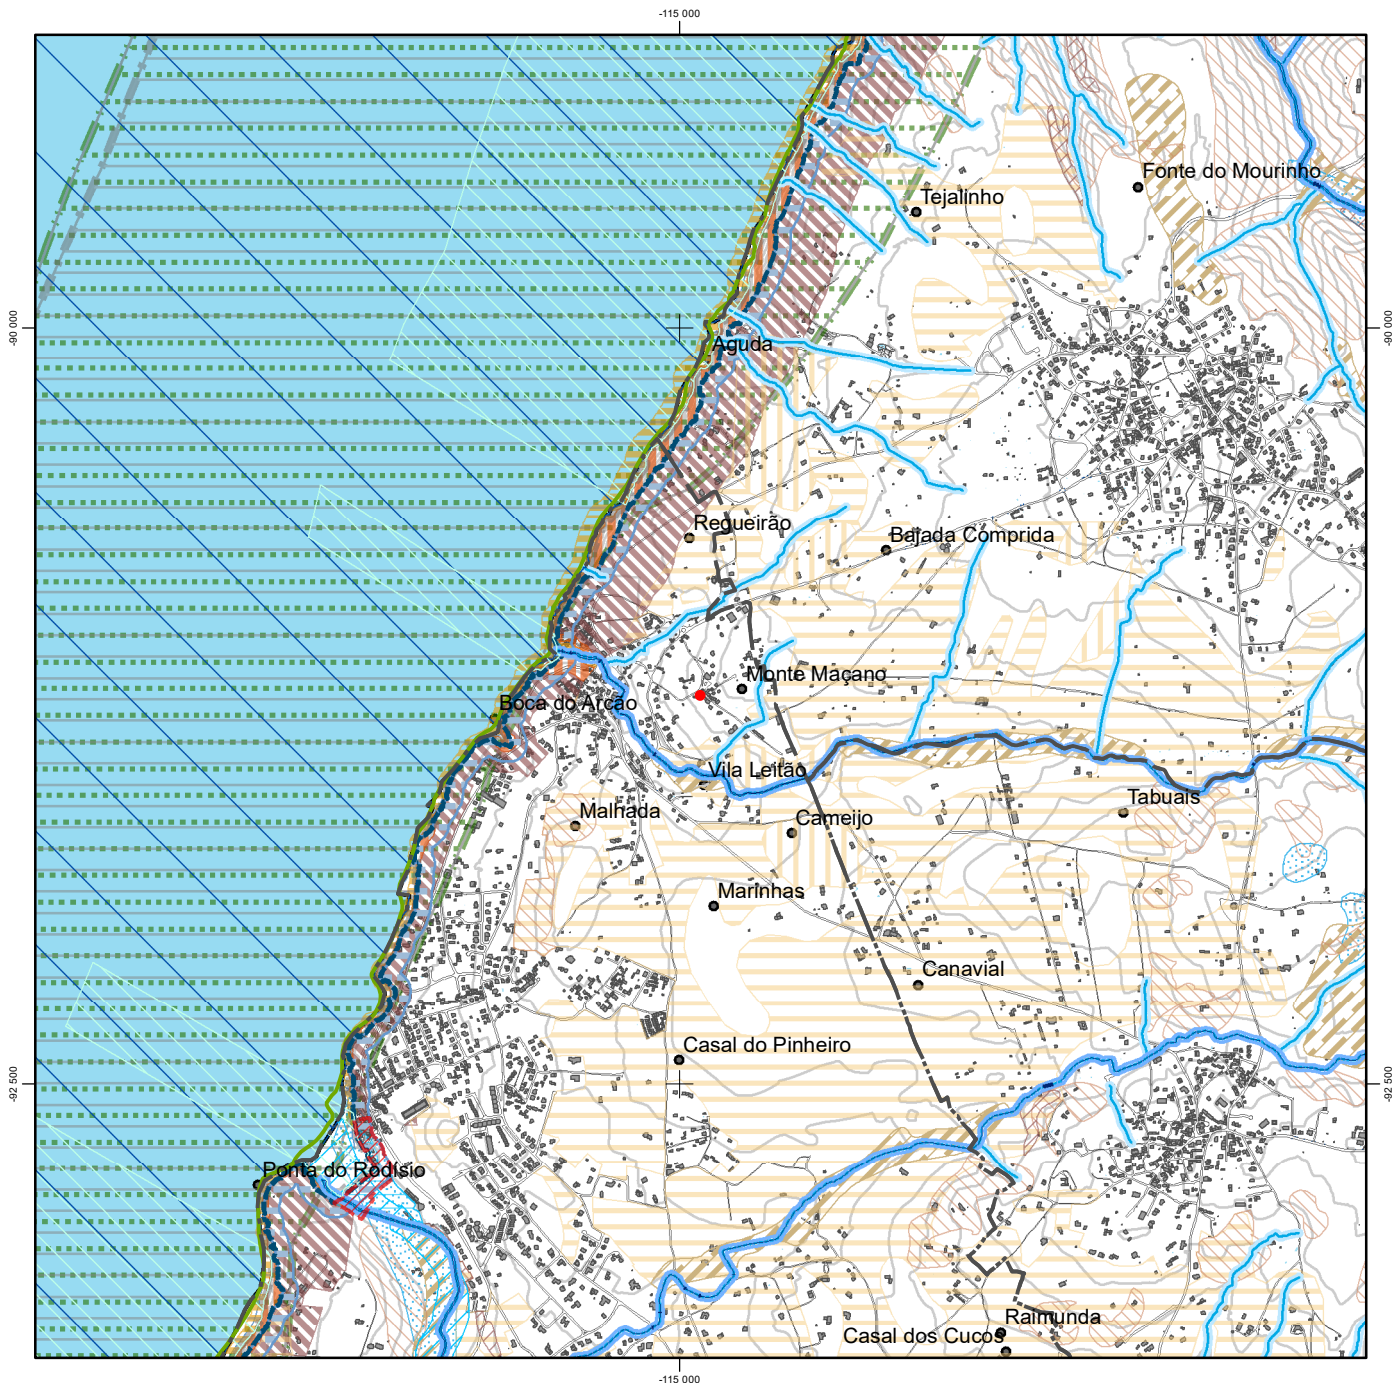 -115 000
Fonte do Mourinho
Tejalinho
-90 000
-90 000
Aguda
Requeirão
Bajada Comprida
Monte Maçano
Boca do Arcão
Vila Leitão
Tabuais
Malhada
Cameijo
Marinhas
Canavial
Casal do Pinheiro
-92 500
-92 500
Ponta do Rodísio
Raimunda
Casal dos Cucos
-115 000